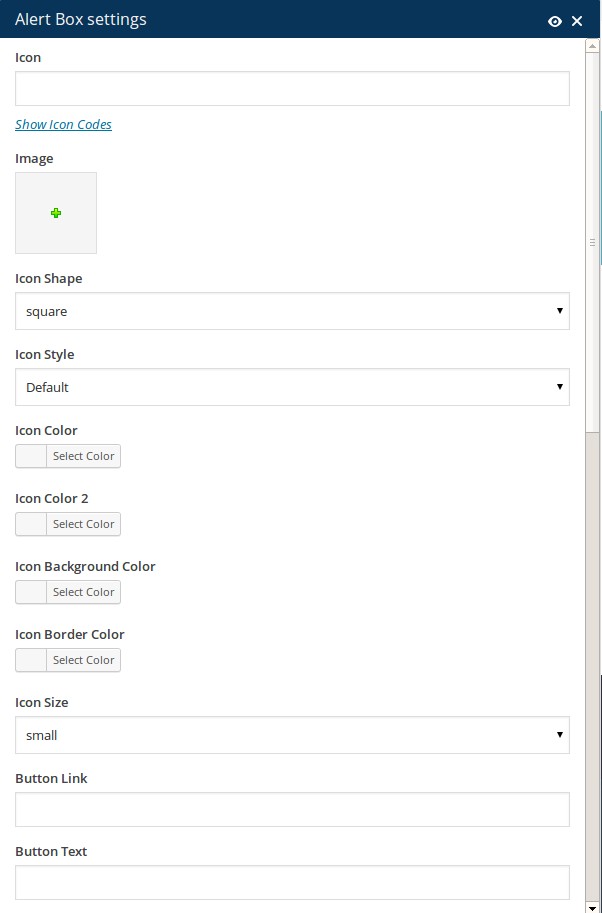 Alert Box settings
Icon
Show Icon Codes
Image
Icon Shape
square
Icon Style
Default
Icon Color
Select Color
Icon Color 2
Select Color
Icon Background Color
Select Color
Icon Border Color
Select Color
Icon Size
small
Button Link
Button Text